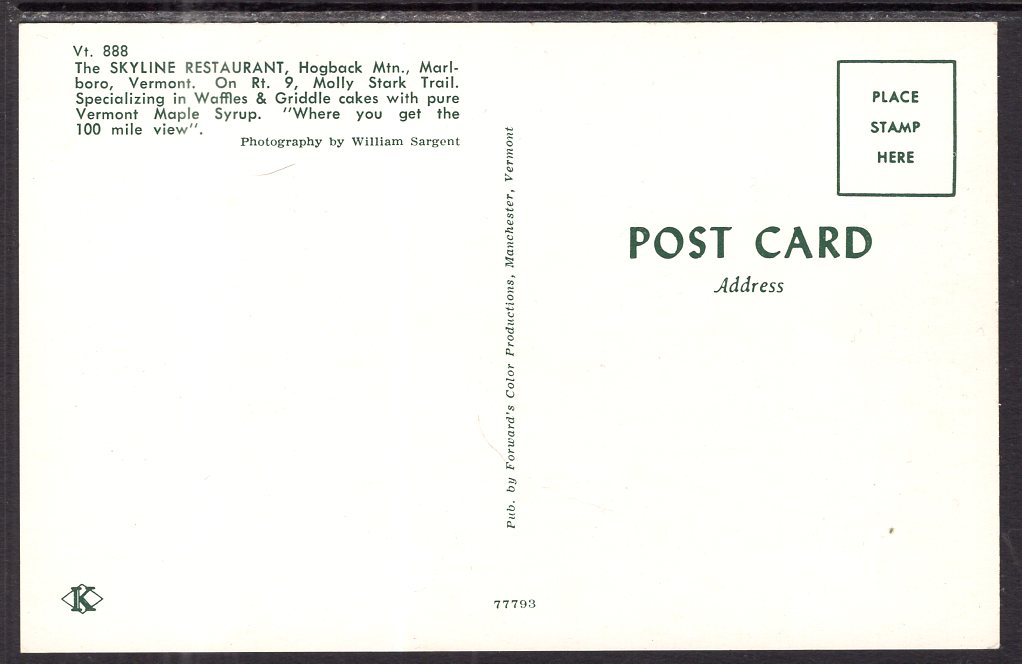 Vt. 888
The SKYLINE RESTAURANT, Hogback Mtn., Marl-
boro, Vermont. On Rt. 9, Molly Stark Trail.
Specializing in Waffles & Griddle cakes with pure
Vermont Maple Syrup. "Where you get the
100 mile view".
Photography by William Sargent
Pub. by Forward's Color Productions, Manchester, Vermont
PLACE
STAMP
HERE
POST CARD
Address
K
77793